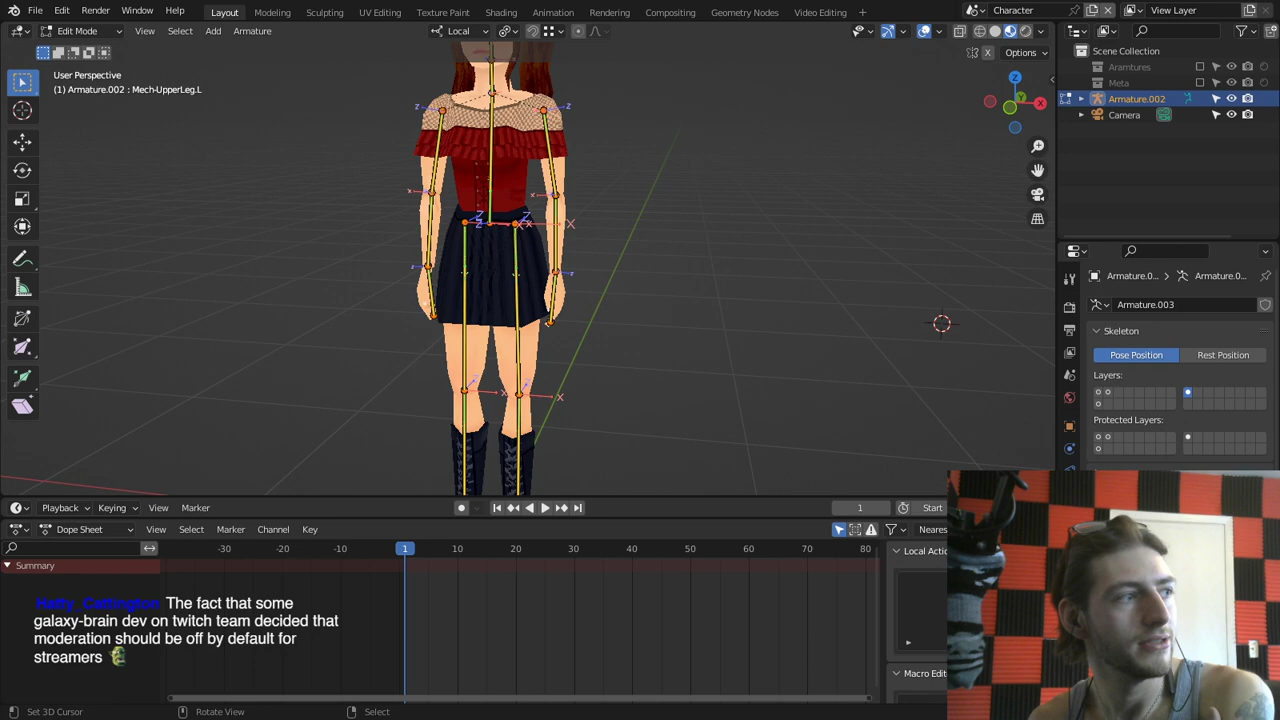 File Edit Render Window Help Layout Modeling Sculpting UV Editing Texture Paint Shading Animation Rendering Compositing Geometry Nodes Video Editing + Character View Layer
Edit Mode View Select Add Armature Local
X Options
User Perspective
(1) Armature.002 : Mech-UpperLeg.L
Scene Collection
Aramtures
Meta
Armature.002
Camera
Armature.0... Armature.0...
Armature.003
Skeleton
Pose Position Rest Position
Layers:
Protected Layers:
Playback Keying View Marker 1 Start
Dope Sheet View Select Marker Channel Key Neares
-30 -20 -10 1 10 20 30 40 50 60 70 80
Summary
Local Actio
Macro Edit
Hatty_Cattington The fact that some
galaxy-brain dev on twitch team decided that
moderation should be off by default for
streamers
Set 3D Cursor Rotate View Select